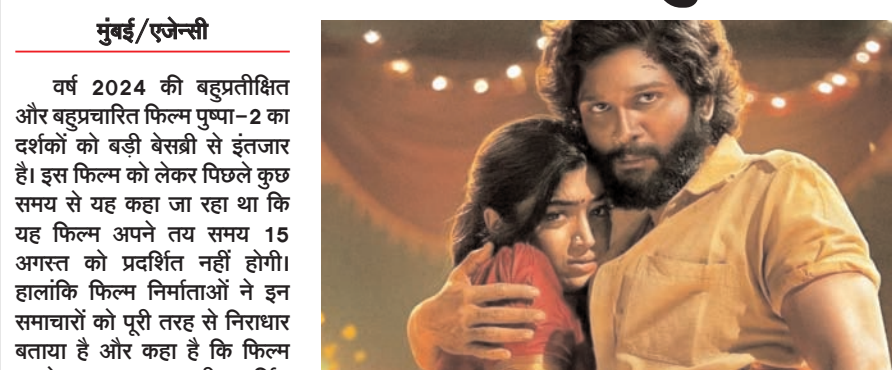 मुंबई/एजेन्सी
वर्ष 2024 की बहुप्रतीक्षित
और बहुप्रचारित फिल्म पुष्पा-2 का
दर्शकों को बड़ी बेसब्री से इंतजार
है। इस फिल्म को लेकर पिछले कुछ
समय से यह कहा जा रहा था कि
यह फिल्म अपने तय समय 15
अगस्त को प्रदर्शित नहीं होगी।
हालांकि फिल्म निर्माताओं ने इन
समाचारों को पूरी तरह से निराधार
बताया है और कहा है कि फिल्म